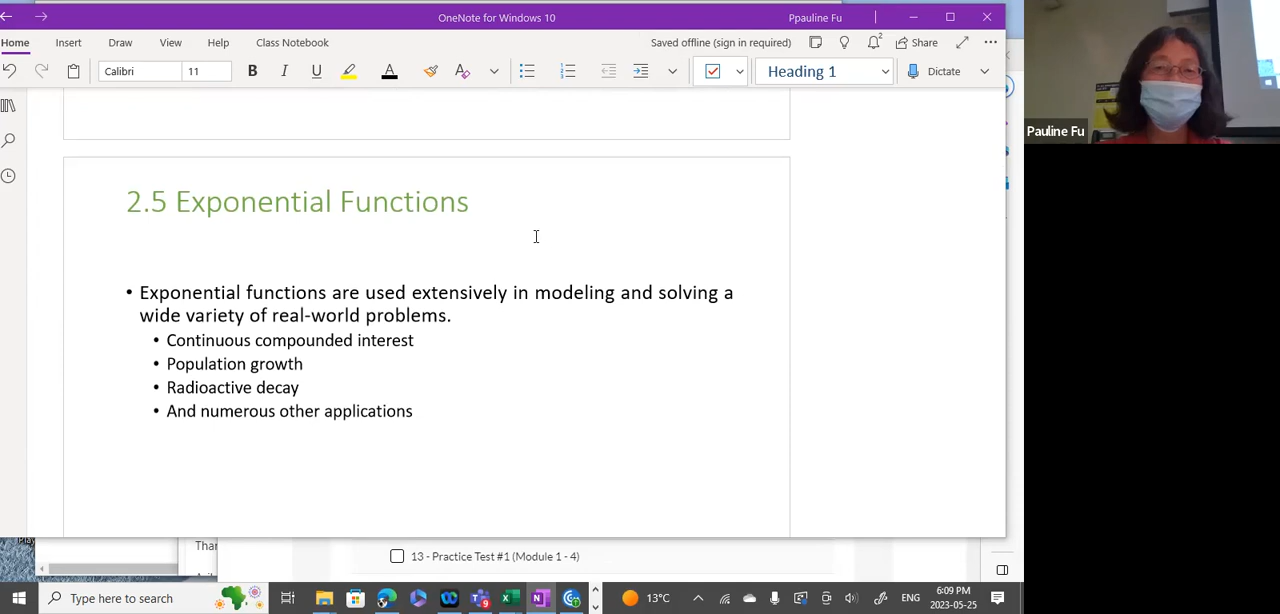 OneNote for Windows 10
Ppauline Fu
Home Insert Draw View Help Class Notebook
Saved offline (sign in required)
Share
Calibri 11 B I U A A Heading 1 Dictate
Pauline Fu
2.5 Exponential Functions
• Exponential functions are used extensively in modeling and solving a
wide variety of real-world problems.
• Continuous compounded interest
• Population growth
• Radioactive decay
• And numerous other applications
13 - Practice Test #1 (Module 1 - 4)
Type here to search
13°C
ENG
6:09 PM
2023-05-25